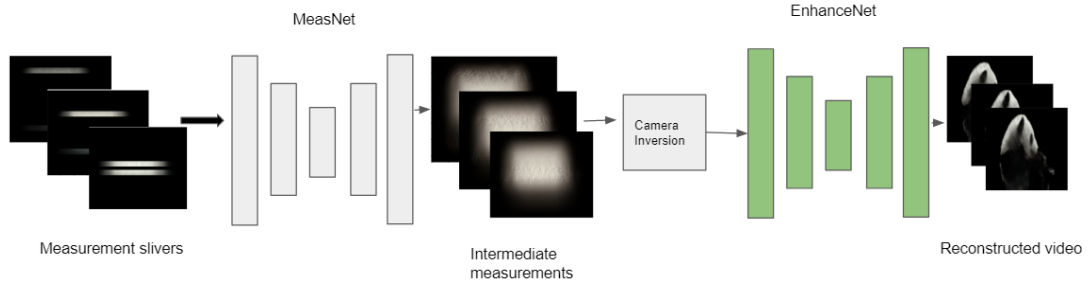 MeasNet
EnhanceNet
Camera
Inversion
Measurement slivers
Intermediate
measurements
Reconstructed video